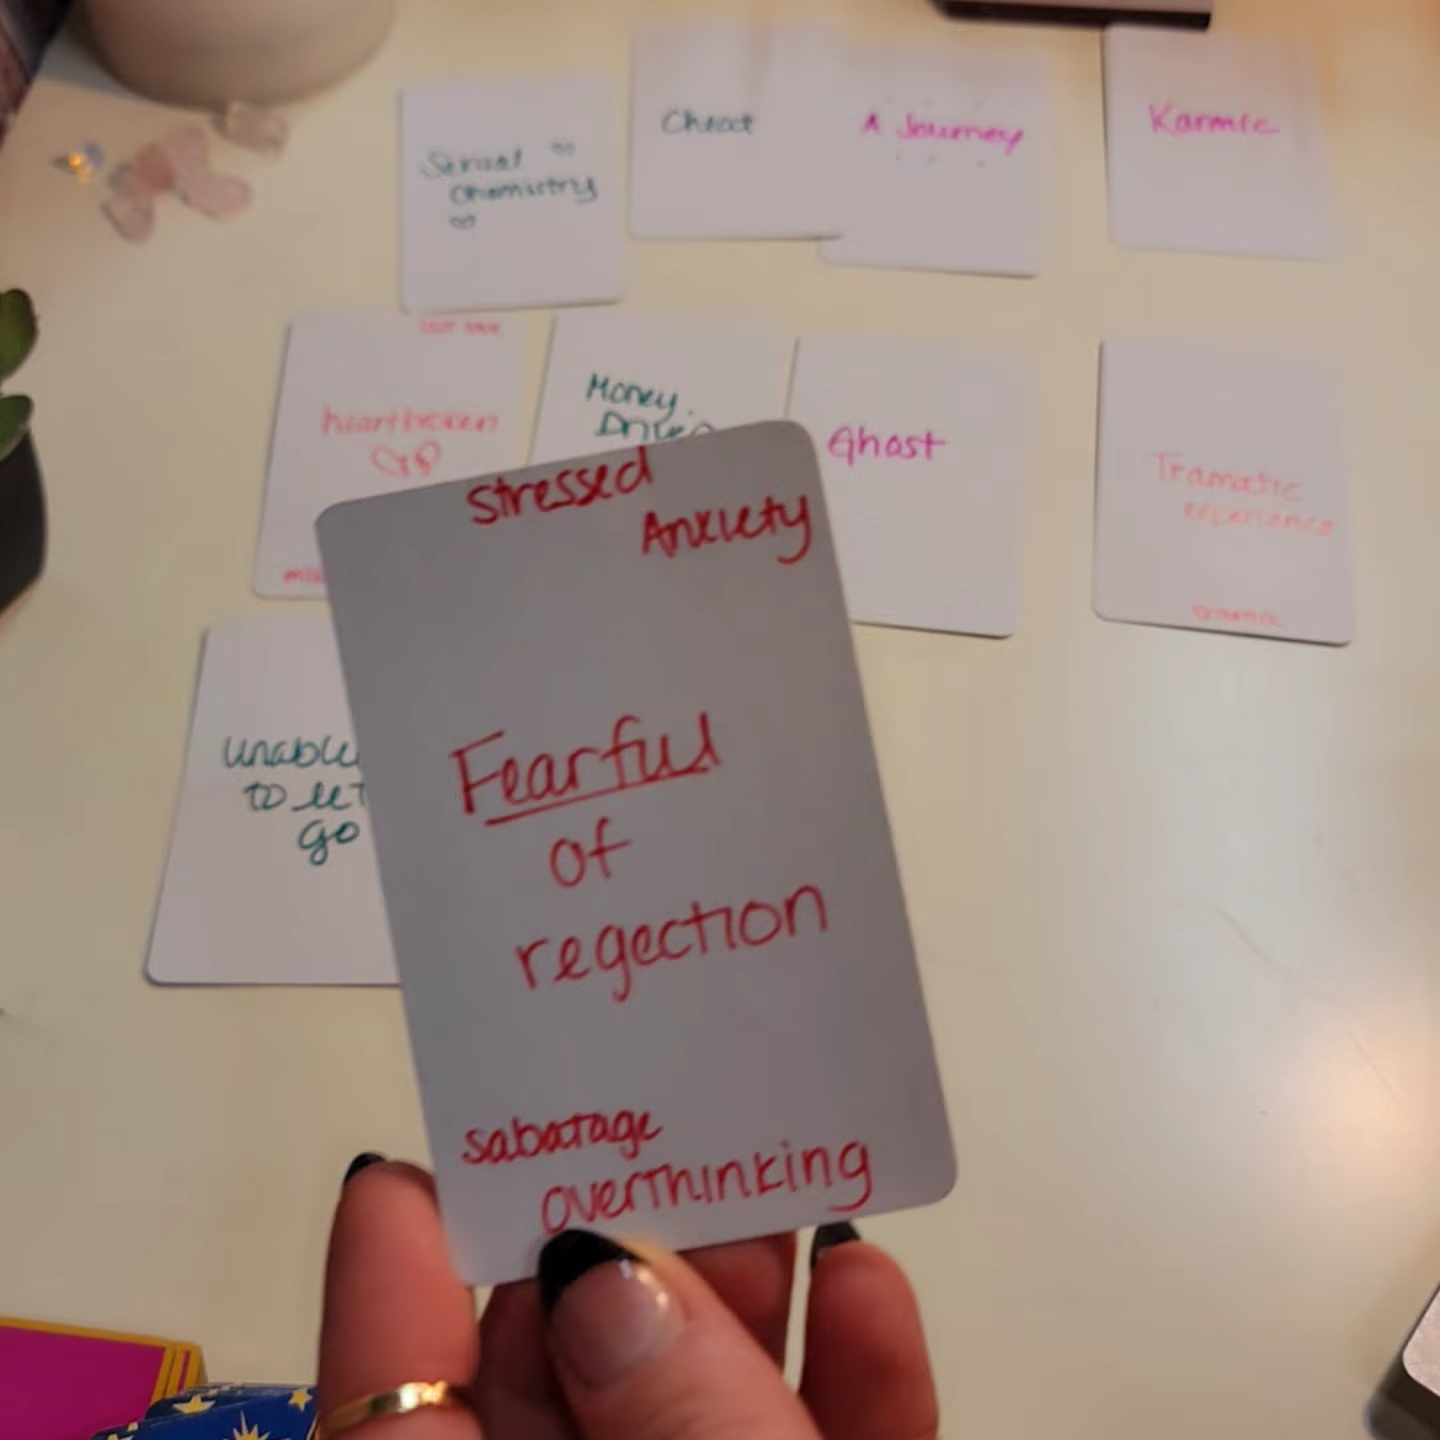 Sexual
Chemistry
Cheat
A Journey
Karmic
heartbroken
Money
Ghost
Tramatic
experience
unable
to let
go
stressed
Anxiety
Fearful
of
regection
sabatage
overthinking